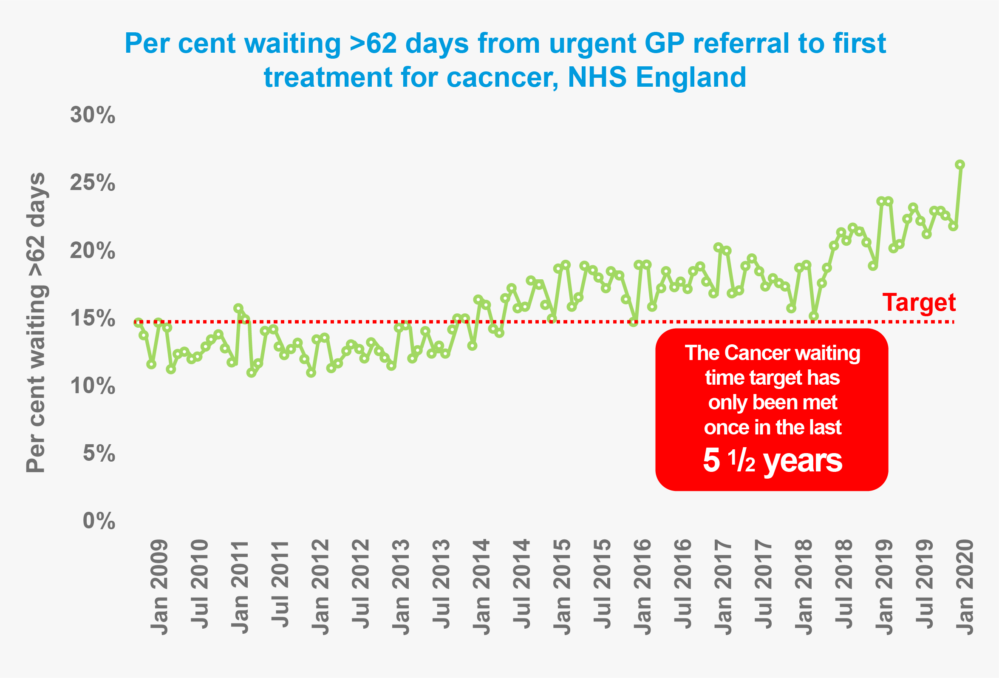 Per cent waiting >62 days from urgent GP referral to first
treatment for cacncer, NHS England
Per cent waiting >62 days
30%
25%
20%
15%
10%
5%
0%
Target
The Cancer waiting
time target has
only been met
once in the last
5 1/2 years
Jan 2009
Jul 2010
Jan 2011
Jul 2011
Jan 2012
Jul 2012
Jan 2013
Jul 2013
Jan 2014
Jul 2014
Jan 2015
Jul 2015
Jan 2016
Jul 2016
Jan 2017
Jul 2017
Jan 2018
Jul 2018
Jan 2019
Jul 2019
Jan 2020